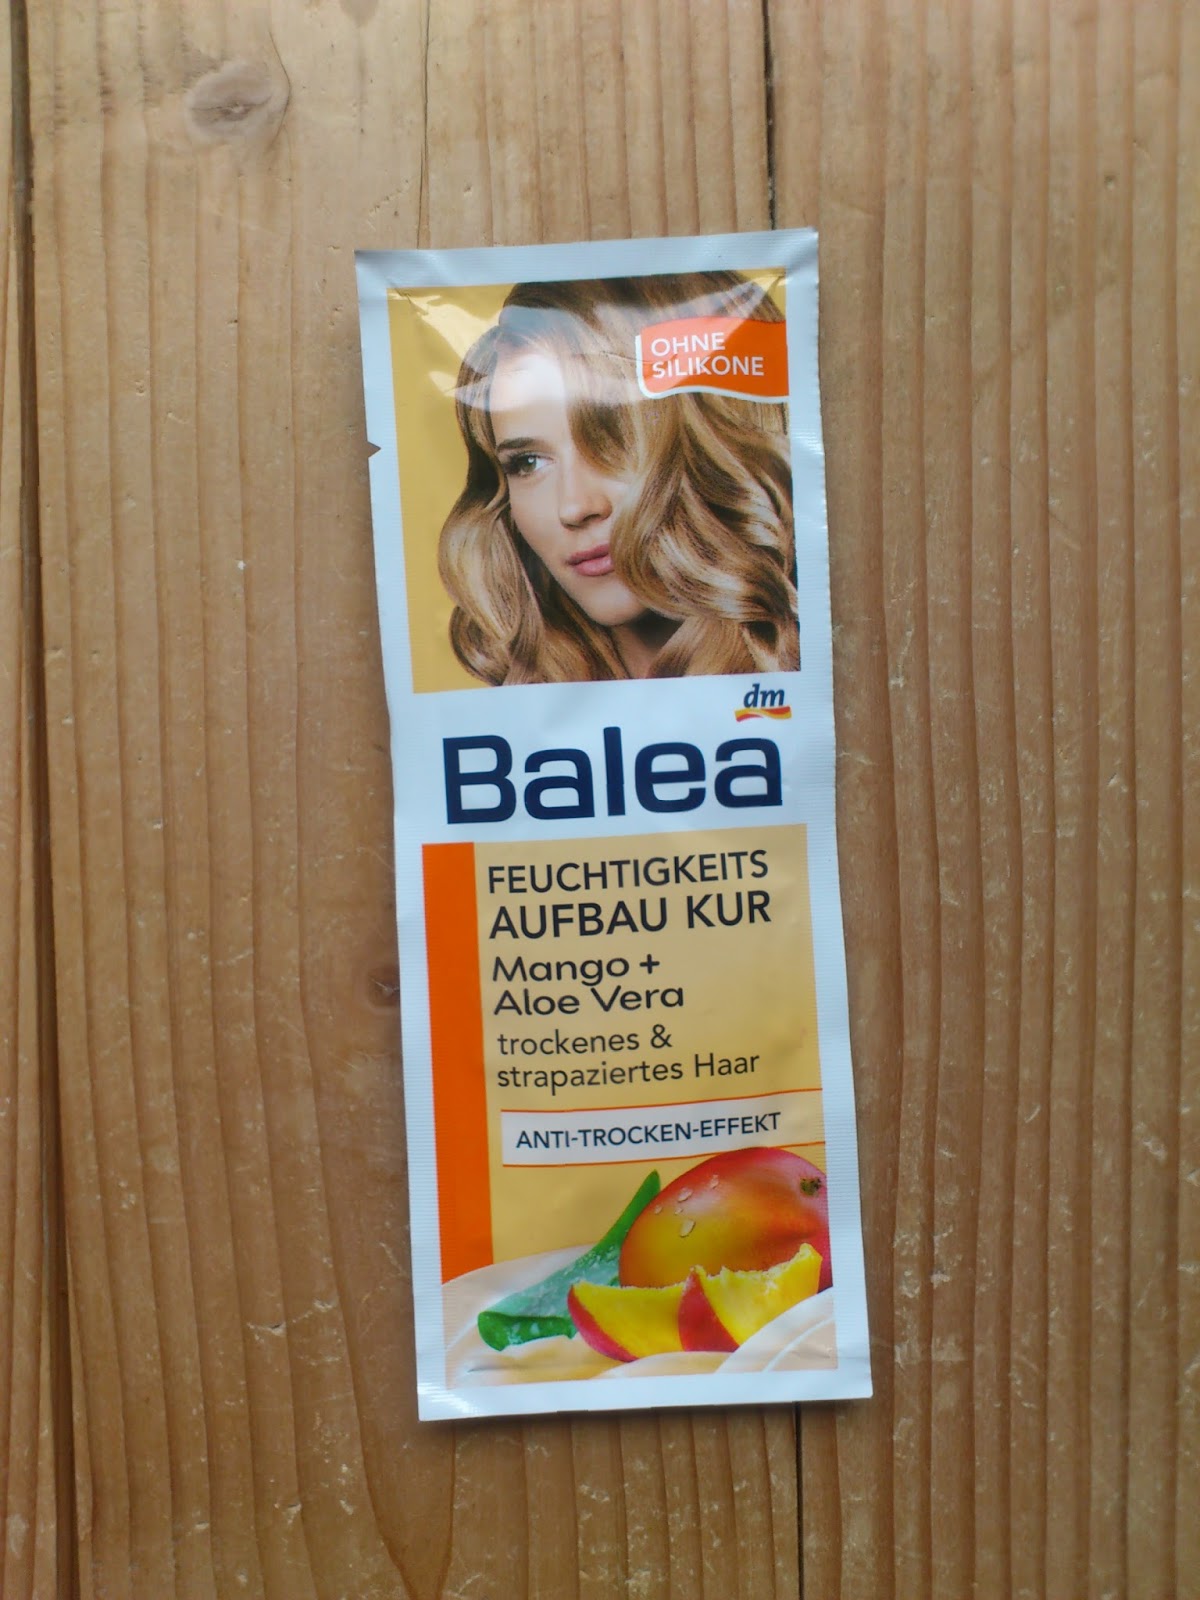 OHNE
SILIKONE
dm
Balea
FEUCHTIGKEITS
AUFBAU KUR
Mango +
Aloe Vera
trockenes &
strapaziertes Haar
ANTI-TROCKEN-EFFEKT